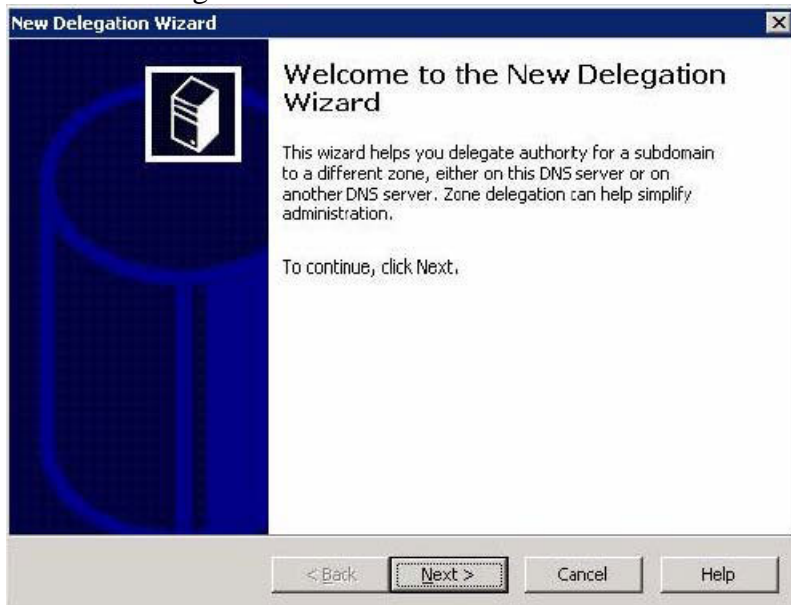 New Delegation Wizard
Welcome to the New Delegation
Wizard
This wizard helps you delegate authority for a subdomain
to a different zone, either on this DNS server or on
another DNS server. Zone delegation can help simplify
administration.
To continue, click Next.
< Back Next > Cancel Help